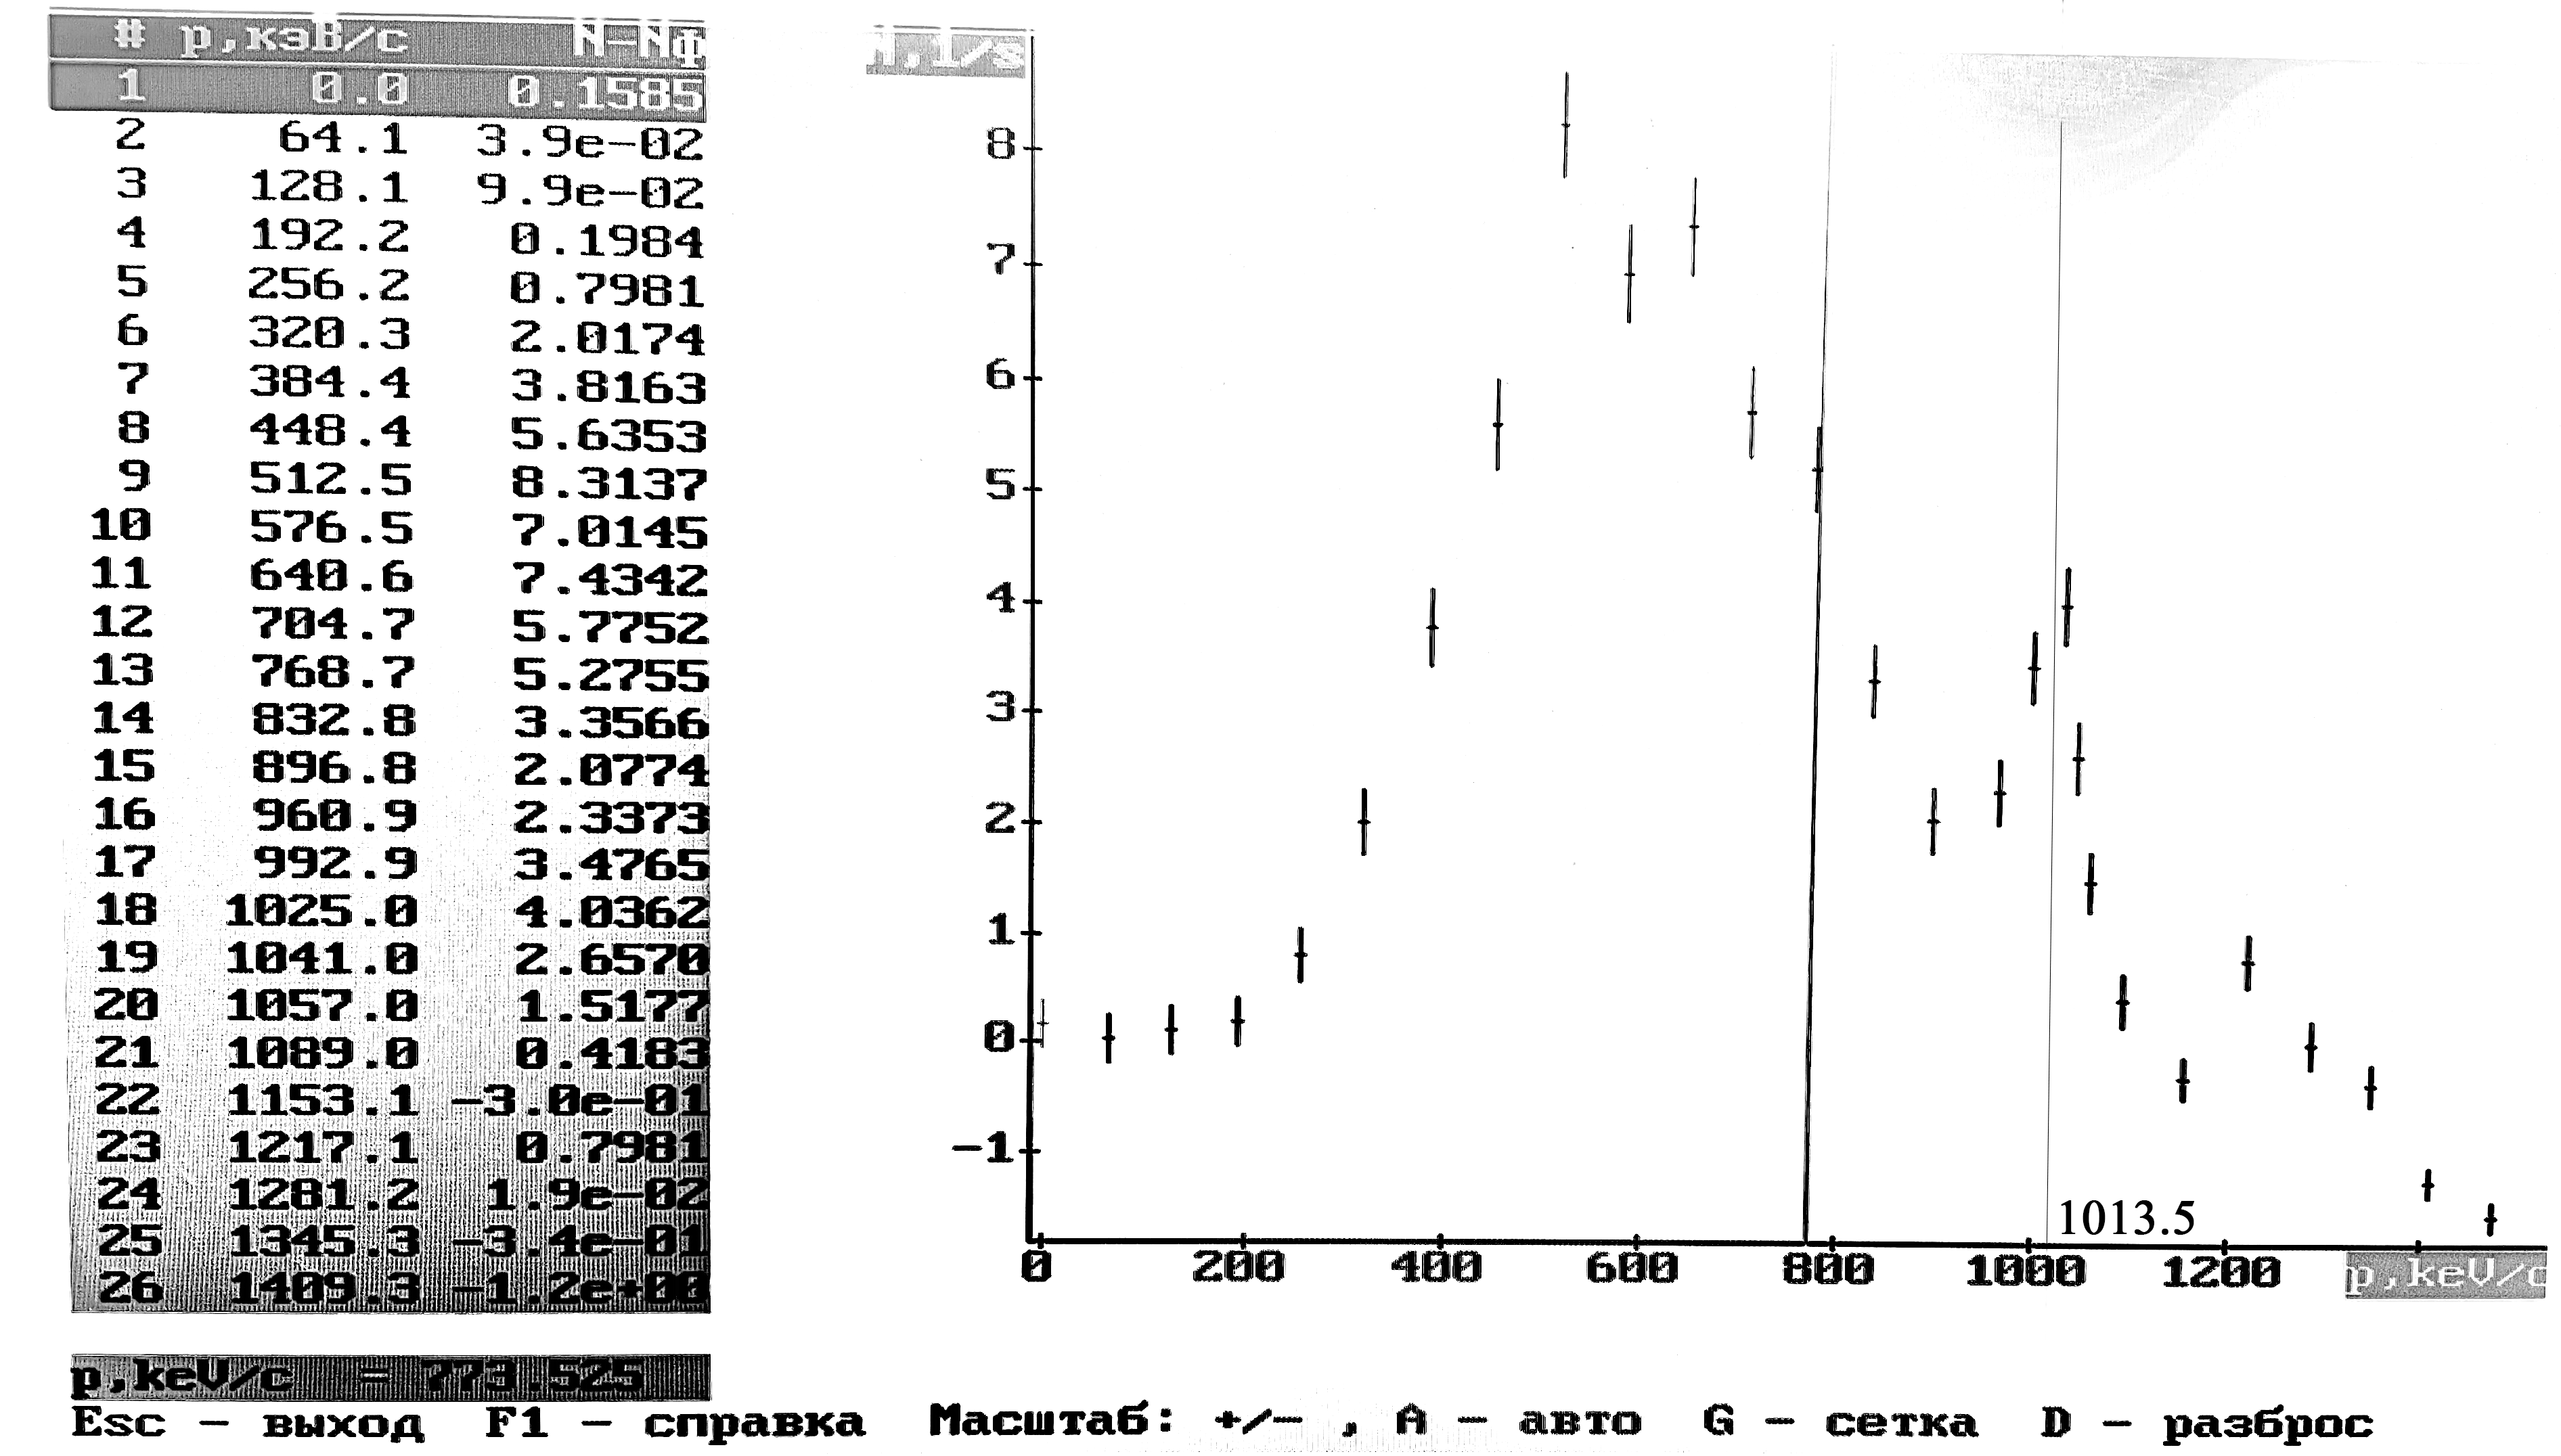 # р,кэВ/с N-Nф
1 0.0 0.1585
2 64.1 3.9e-02
3 128.1 9.9e-02
4 192.2 0.1984
5 256.2 0.7981
6 320.3 2.0174
7 384.4 3.8163
8 448.4 5.6353
9 512.5 8.3137
10 576.5 7.0145
11 640.6 7.4342
12 704.7 5.7752
13 768.7 5.2755
14 832.8 3.3566
15 896.8 2.0774
16 960.9 2.3373
17 992.9 3.4765
18 1025.0 4.0362
19 1041.0 2.6570
20 1057.0 1.5177
21 1089.0 0.4183
22 1153.1 -3.0e-01
23 1217.1 0.7981
24 1281.2 1.9e-02
25 1345.3 -3.4e-01
26 1409.3 -1.2e+00
p,keV/c = 773.525
N,1/s
8
7
6
5
4
3
2
1
0
-1
1013.5
0 200 400 600 800 1000 1200 p,keV/c
Esc - выход F1 - справка Масштаб: +/- , A - авто G - сетка D - разброс